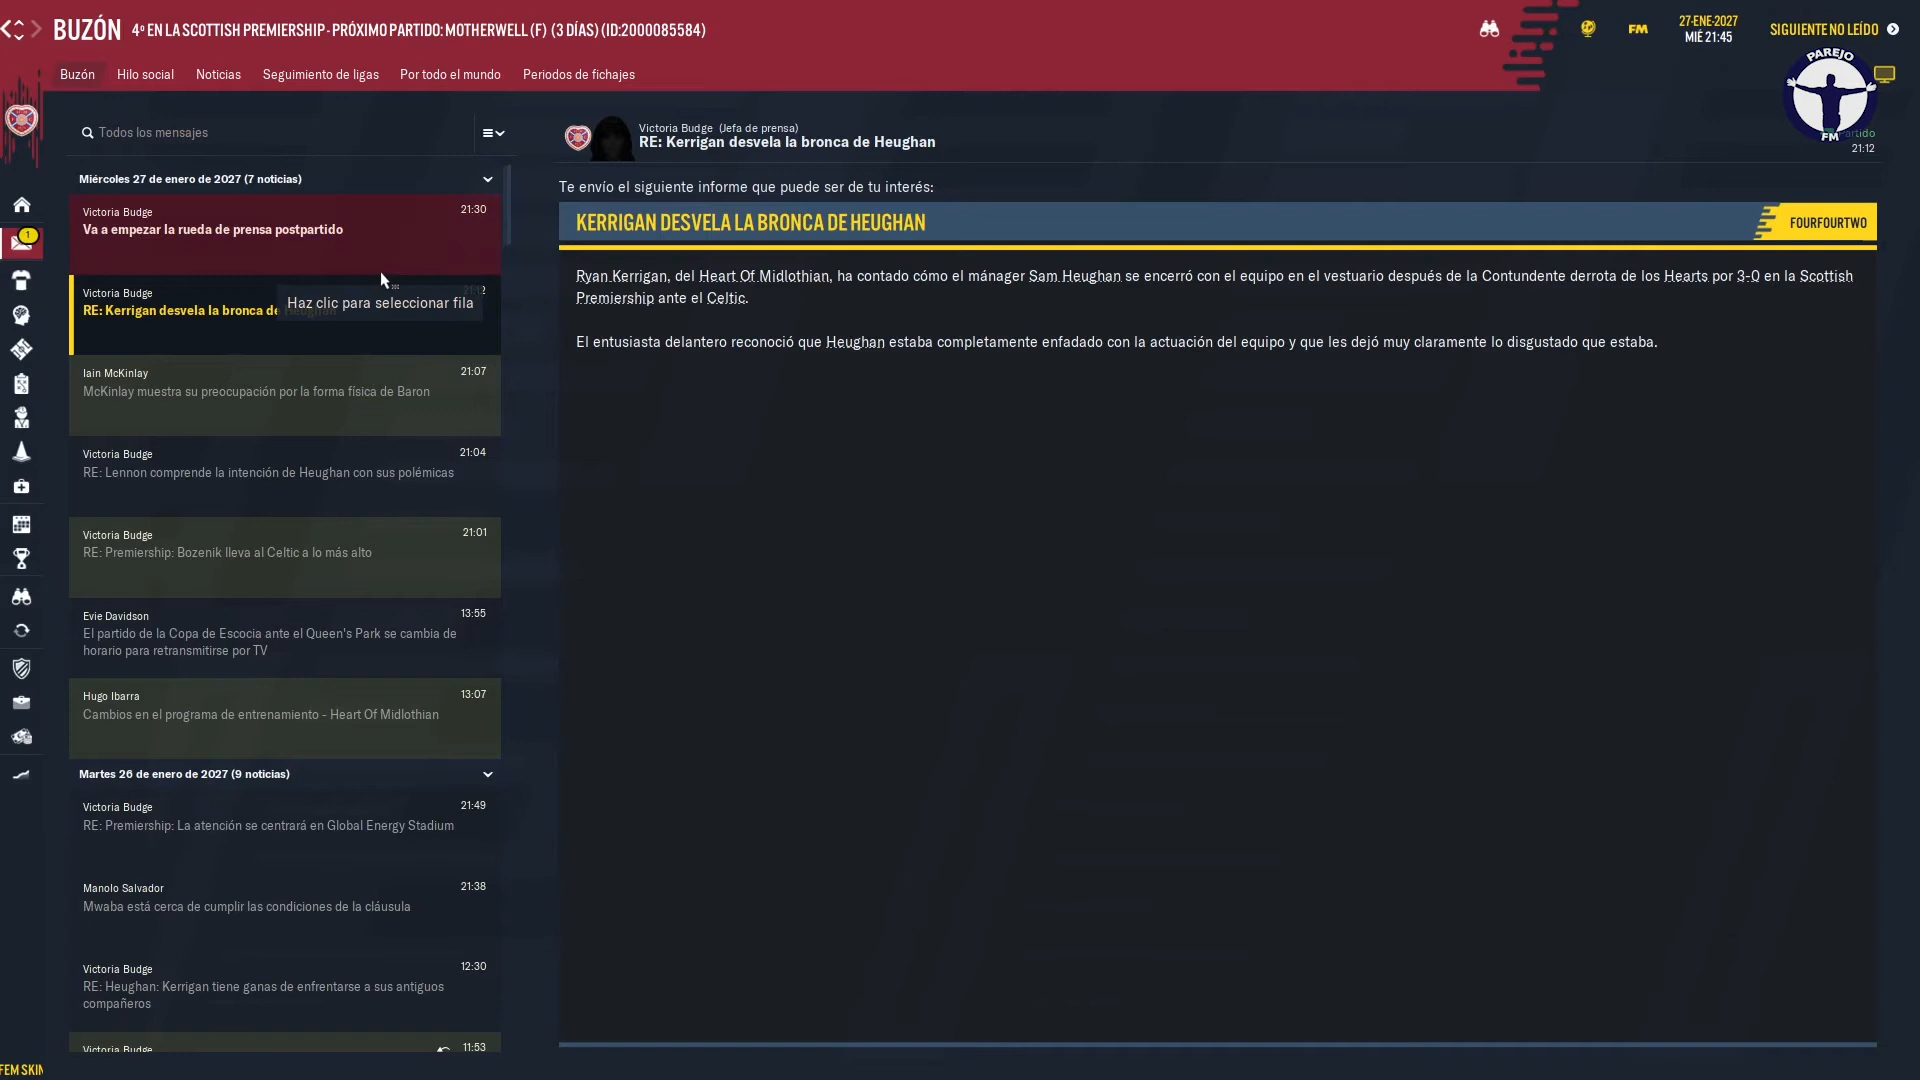 BUZÓN
4º EN LA SCOTTISH PREMIERSHIP - PRÓXIMO PARTIDO: MOTHERWELL (F) (3 DÍAS) (ID:2000085584)
FM
27-ENE-2027
MIÉ 21:45
SIGUIENTE NO LEÍDO
Buzón
Hilo social
Noticias
Seguimiento de ligas
Por todo el mundo
Periodos de fichajes
PAREJO
FM
Partido
21:12
Todos los mensajes
Victoria Budge (Jefa de prensa)
RE: Kerrigan desvela la bronca de Heughan
Miércoles 27 de enero de 2027 (7 noticias)
Victoria Budge
21:30
Va a empezar la rueda de prensa postpartido
1
Victoria Budge
21:12
RE: Kerrigan desvela la bronca de Heughan
Haz clic para seleccionar fila
Iain McKinlay
21:07
McKinlay muestra su preocupación por la forma física de Baron
Victoria Budge
21:04
RE: Lennon comprende la intención de Heughan con sus polémicas
Victoria Budge
21:01
RE: Premiership: Bozenik lleva al Celtic a lo más alto
Evie Davidson
13:55
El partido de la Copa de Escocia ante el Queen's Park se cambia de
horario para retransmitirse por TV
Hugo Ibarra
13:07
Cambios en el programa de entrenamiento - Heart Of Midlothian
Martes 26 de enero de 2027 (9 noticias)
Victoria Budge
21:49
RE: Premiership: La atención se centrará en Global Energy Stadium
Manolo Salvador
21:38
Mwaba está cerca de cumplir las condiciones de la cláusula
Victoria Budge
12:30
RE: Heughan: Kerrigan tiene ganas de enfrentarse a sus antiguos
compañeros
Victoria Budge
11:53
Te envío el siguiente informe que puede ser de tu interés:
KERRIGAN DESVELA LA BRONCA DE HEUGHAN
FOURFOURTWO
Ryan Kerrigan, del Heart Of Midlothian, ha contado cómo el mánager Sam Heughan se encerró con el equipo en el vestuario después de la Contundente derrota de los Hearts por 3-0 en la Scottish
Premiership ante el Celtic.
El entusiasta delantero reconoció que Heughan estaba completamente enfadado con la actuación del equipo y que les dejó muy claramente lo disgustado que estaba.
FEM SKIN